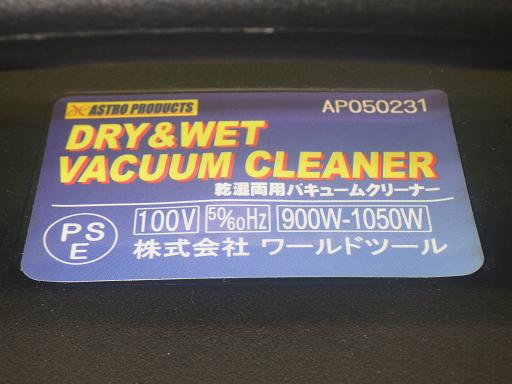 ASTRO PRODUCTS AP050231
DRY&WET
VACUUM CLEANER
乾湿両用バキュームクリーナー
PSE 100V 50/60Hz 900W-1050W
株式会社 ワールドツール